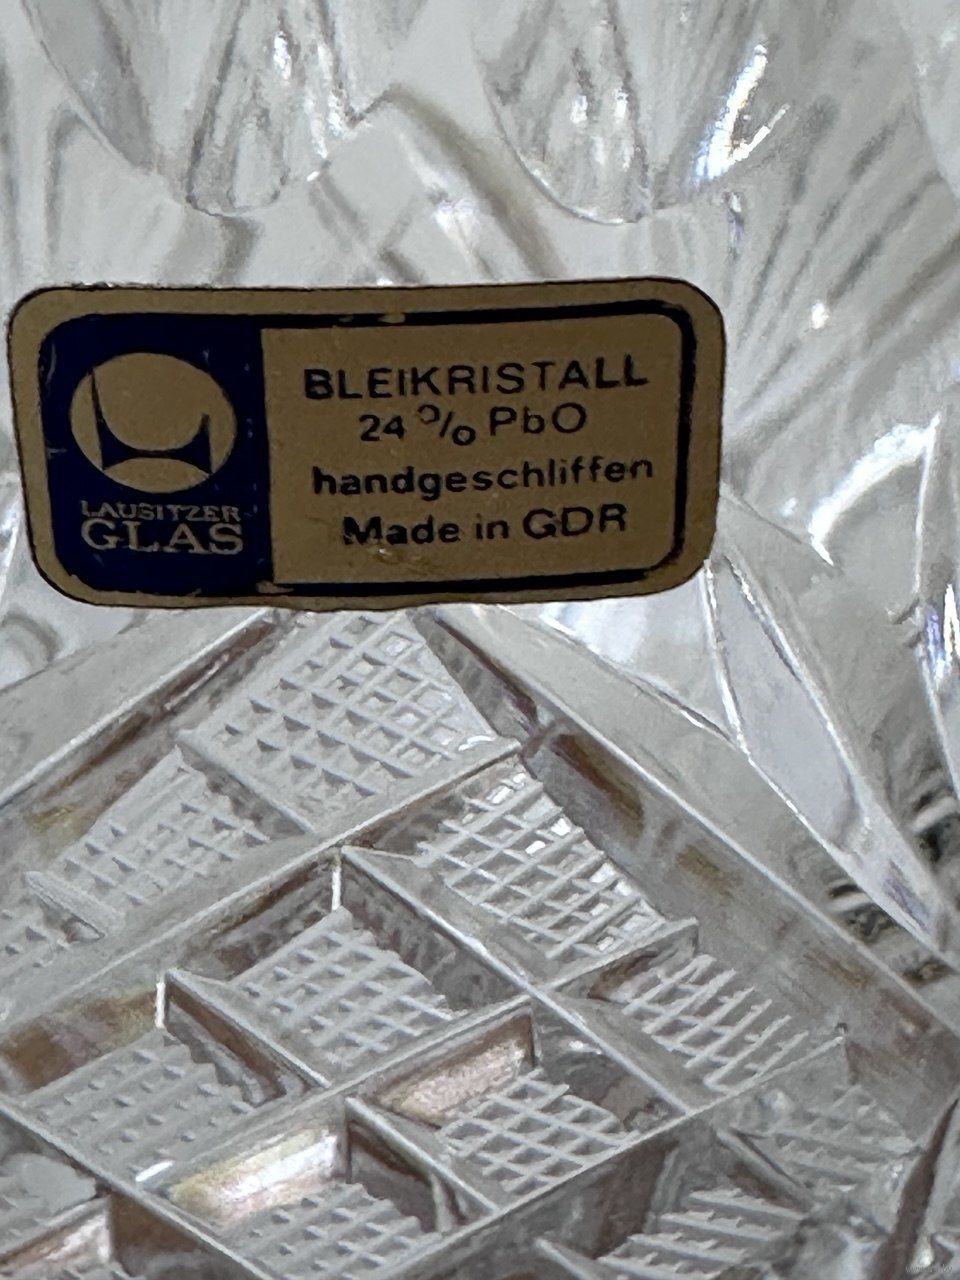 LAUSITZER
GLAS
BLEIKRISTALL
24 % PbO
handgeschliffen
Made in GDR